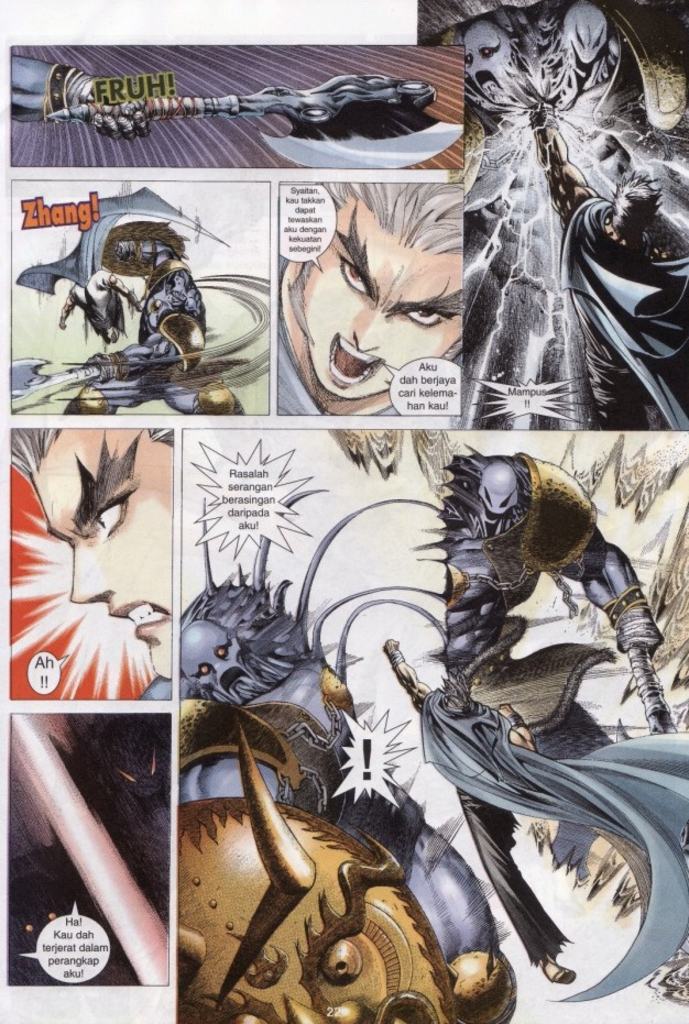 FRUH!
Zhang!
Syaitan,
kau takkan
dapat
tewaskan
aku dengan
kekuatan
sebegini!
Aku
dah berjaya
cari kelema-
han kau!
Mampus
!!
Ah
!!
Rasalah
serangan
berasingan
daripada
aku!
!
Ha!
Kau dah
terjerat dalam
perangkap
aku!